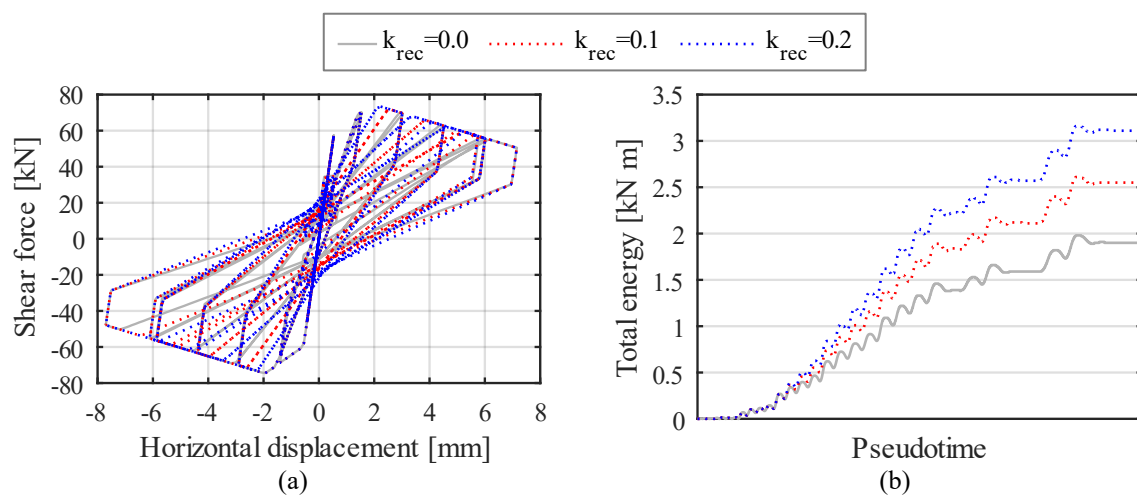 k_rec=0.0 k_rec=0.1 k_rec=0.2
80
60
40
20
0
-20
-40
-60
-80
-8 -6 -4 -2 0 2 4 6 8
Shear force [kN]
Horizontal displacement [mm]
(a)
3.5
3
2.5
2
1.5
1
0.5
0
Total energy [kN m]
Pseudotime
(b)